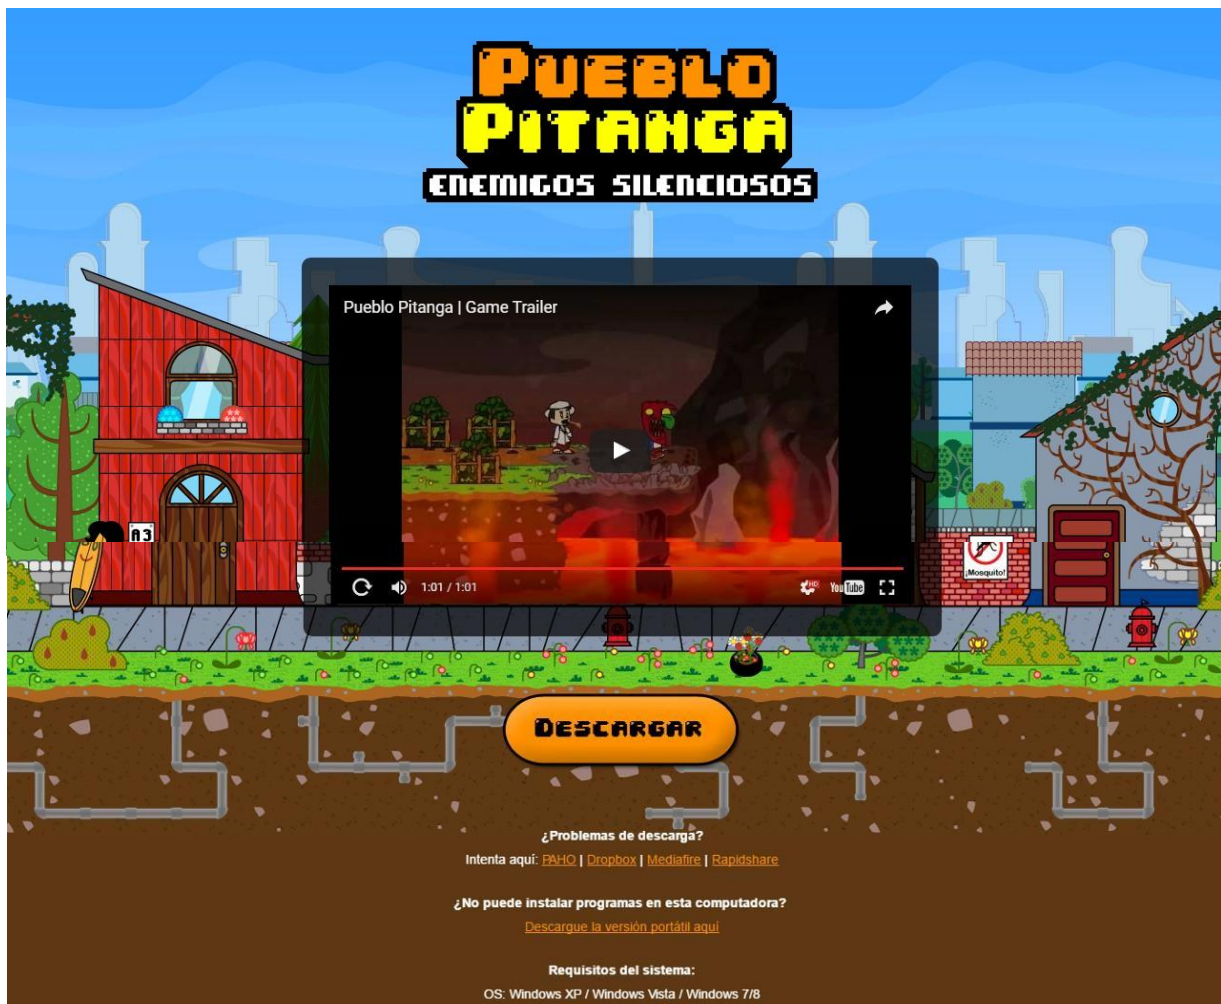 PUEBLO
PITANGA
ENEMIGOS SILENCIOSOS
Pueblo Pitanga | Game Trailer
A3
¡Mosquito!
1:01 / 1:01
HD
YouTube
DESCARGAR
¿Problemas de descarga?
Intenta aquí: PAHO | Dropbox | Mediafire | Rapidshare
¿No puede instalar programas en esta computadora?
Descargue la versión portátil aquí
Requisitos del sistema:
OS: Windows XP / Windows Vista / Windows 7/8